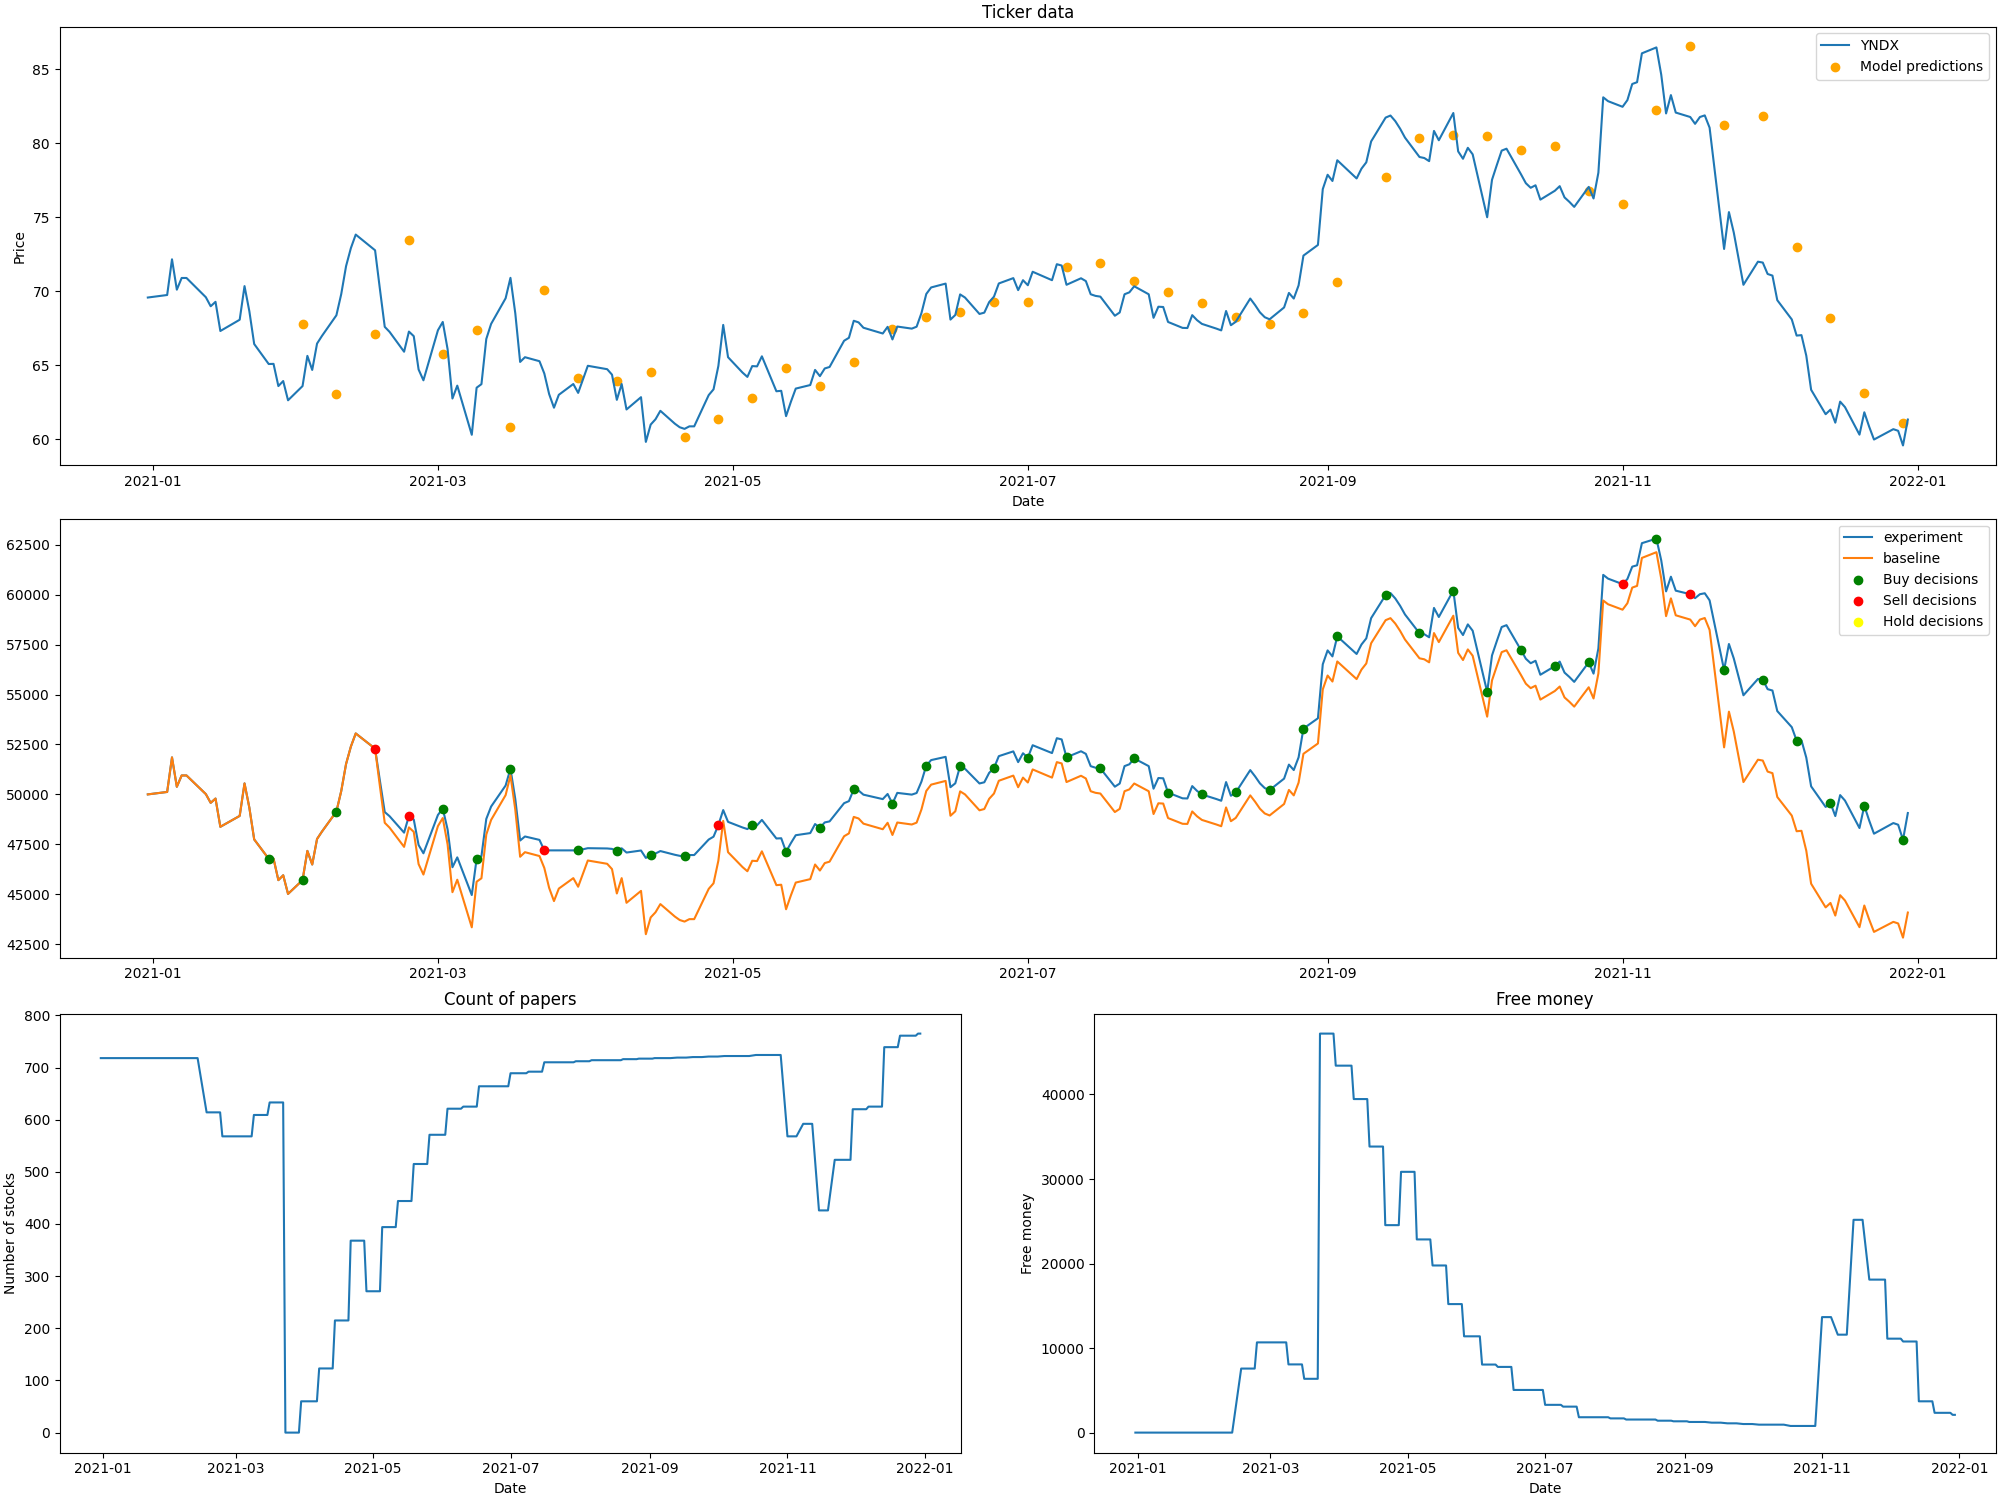 Ticker data
YNDX
Model predictions
85
80
75
70
65
60
Price
2021-01 2021-03 2021-05 2021-07 2021-09 2021-11 2022-01
Date
experiment
baseline
Buy decisions
Sell decisions
Hold decisions
62500
60000
57500
55000
52500
50000
47500
45000
42500
2021-01 2021-03 2021-05 2021-07 2021-09 2021-11 2022-01
Count of papers
800
700
600
500
400
300
200
100
0
Number of stocks
2021-01 2021-03 2021-05 2021-07 2021-09 2021-11 2022-01
Date
Free money
40000
30000
20000
10000
0
Free money
2021-01 2021-03 2021-05 2021-07 2021-09 2021-11 2022-01
Date